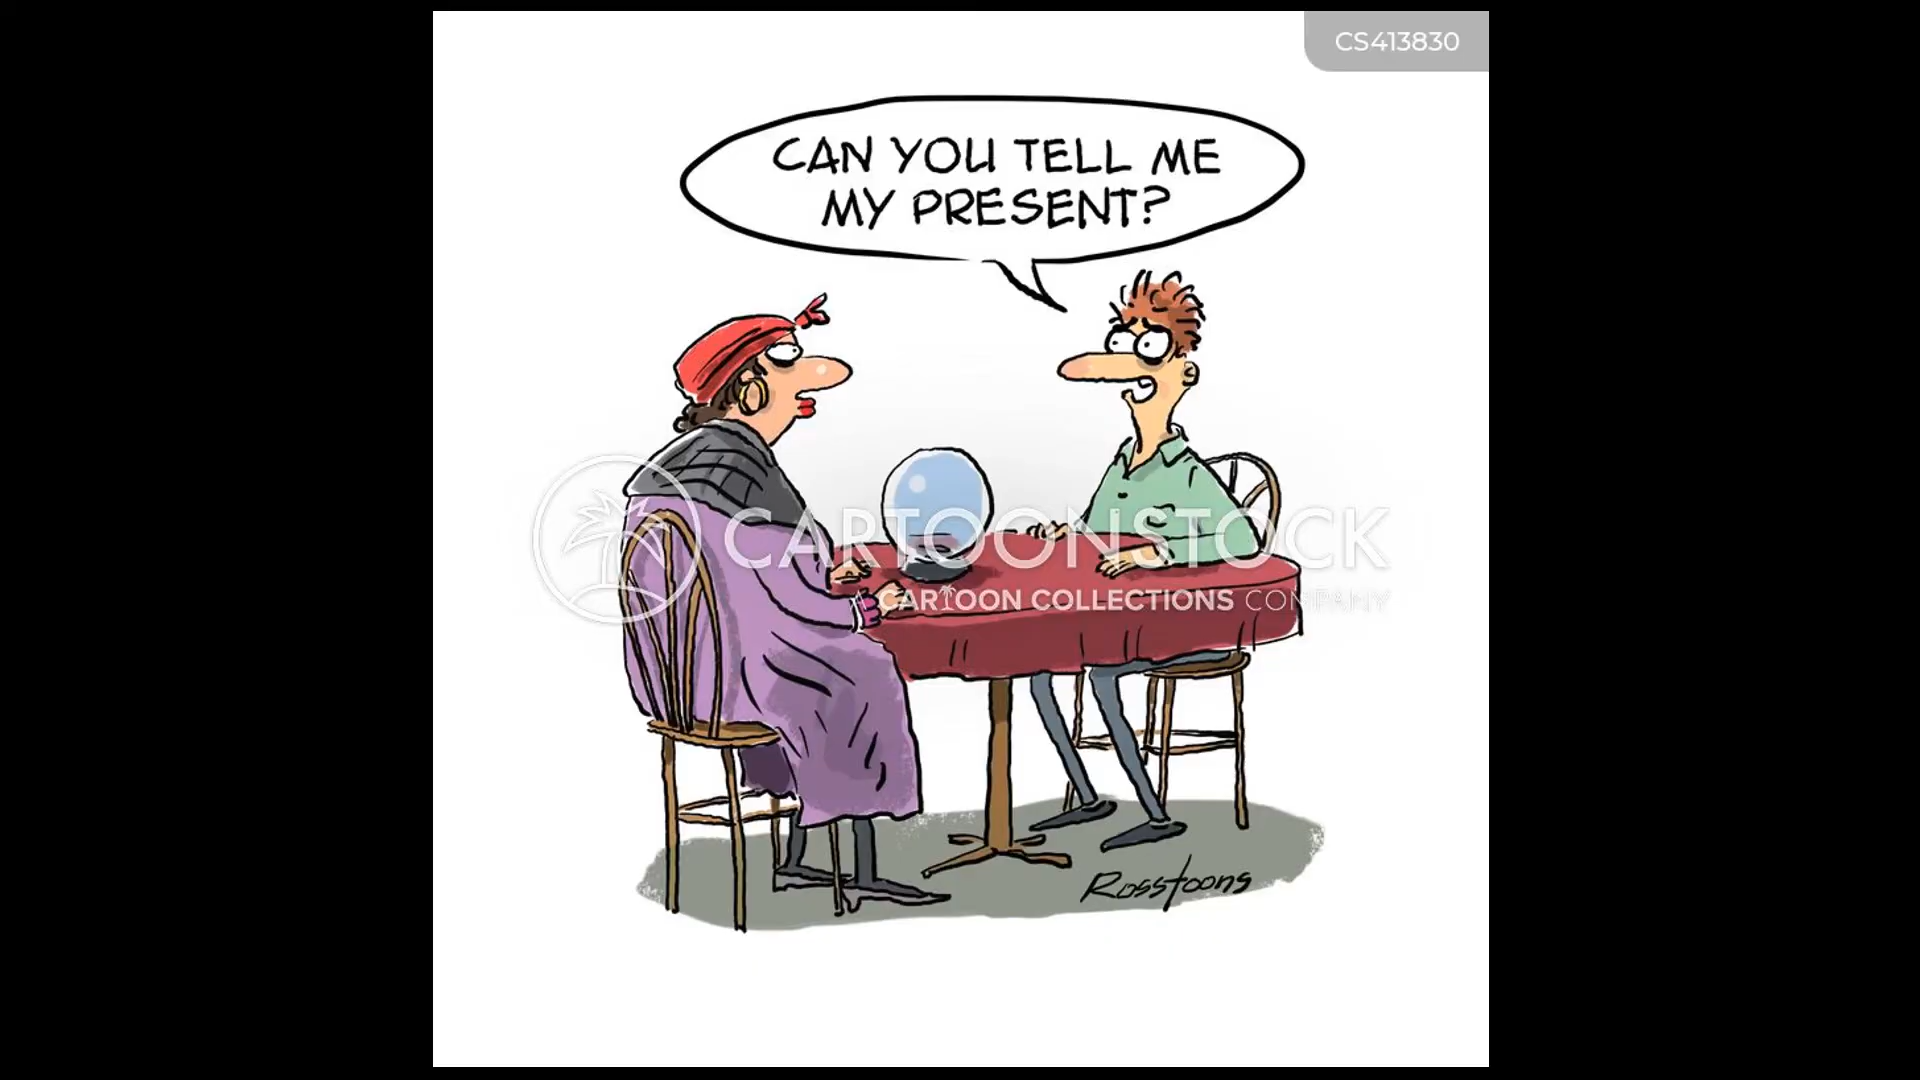 CS413830
CAN YOU TELL ME
MY PRESENT?
CARTOONSTOCK
CARTOON COLLECTIONS COMPANY
Rosstoons